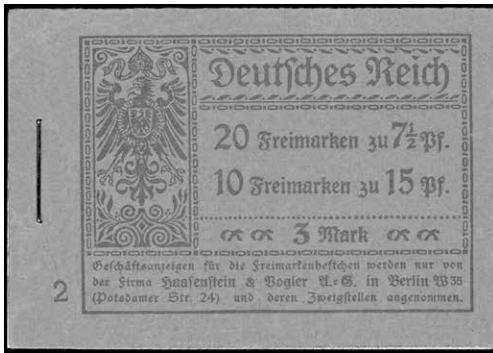 Deutsches Reich
20 Freimarken zu 7½ Pf.
10 Freimarken zu 15 Pf.
3 Mark
Geschäftsanzeigen für die Freimarkenheftchen werden nur von
der Firma Haasenstein & Vogler A.=G. in Berlin W 35
(Potsdamer Str. 24) und deren Zweigstellen angenommen.
2